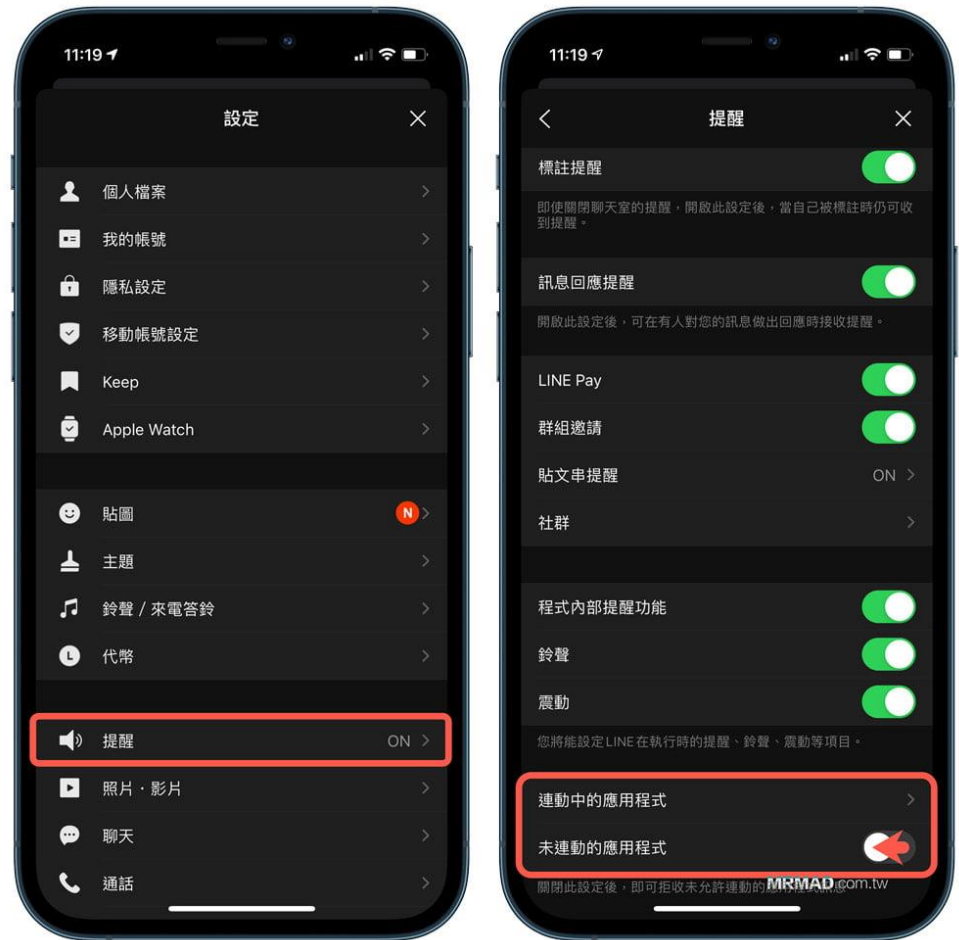 11:19
設定
個人檔案
我的帳號
隱私設定
移動帳號設定
Keep
Apple Watch
貼圖
N
主題
鈴聲 / 來電答鈴
代幣
提醒
ON
照片·影片
聊天
通話
11:19
提醒
標註提醒
即使關閉聊天室的提醒，開啟此設定後，當自己被標註時仍可收
到提醒。
訊息回應提醒
開啟此設定後，可在有人對您的訊息做出回應時接收提醒。
LINE Pay
群組邀請
貼文串提醒
ON
社群
程式內部提醒功能
鈴聲
震動
您將能設定LINE在執行時的提醒、鈴聲、震動等項目。
連動中的應用程式
未連動的應用程式
關閉此設定後，即可拒收未允許連動的
MRMAD.com.tw